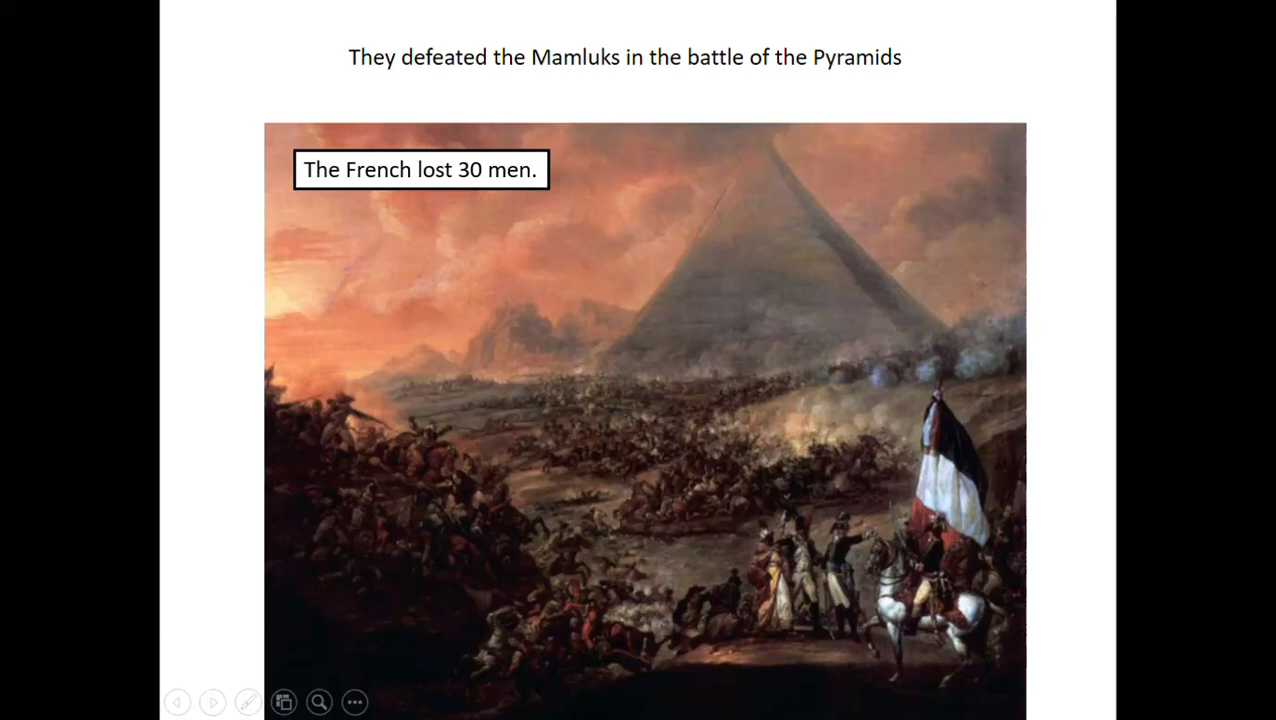 They defeated the Mamluks in the battle of the Pyramids
The French lost 30 men.